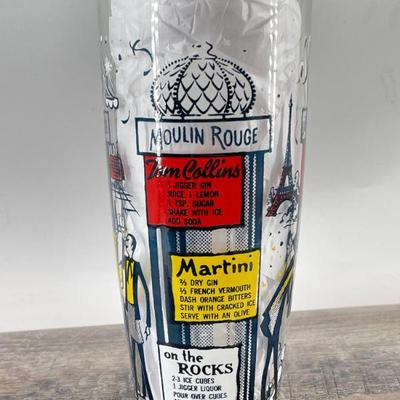 MOULIN ROUGE
Tom Collins
1 JIGGER GIN
JUICE 1 LEMON
1 TSP. SUGAR
SHAKE WITH ICE
ADD SODA
Martini
⅔ DRY GIN
⅓ FRENCH VERMOUTH
DASH ORANGE BITTERS
STIR WITH CRACKED ICE
SERVE WITH AN OLIVE
on the
ROCKS
2-3 ICE CUBES
1 JIGGER LIQUOR
POUR OVER CUBES